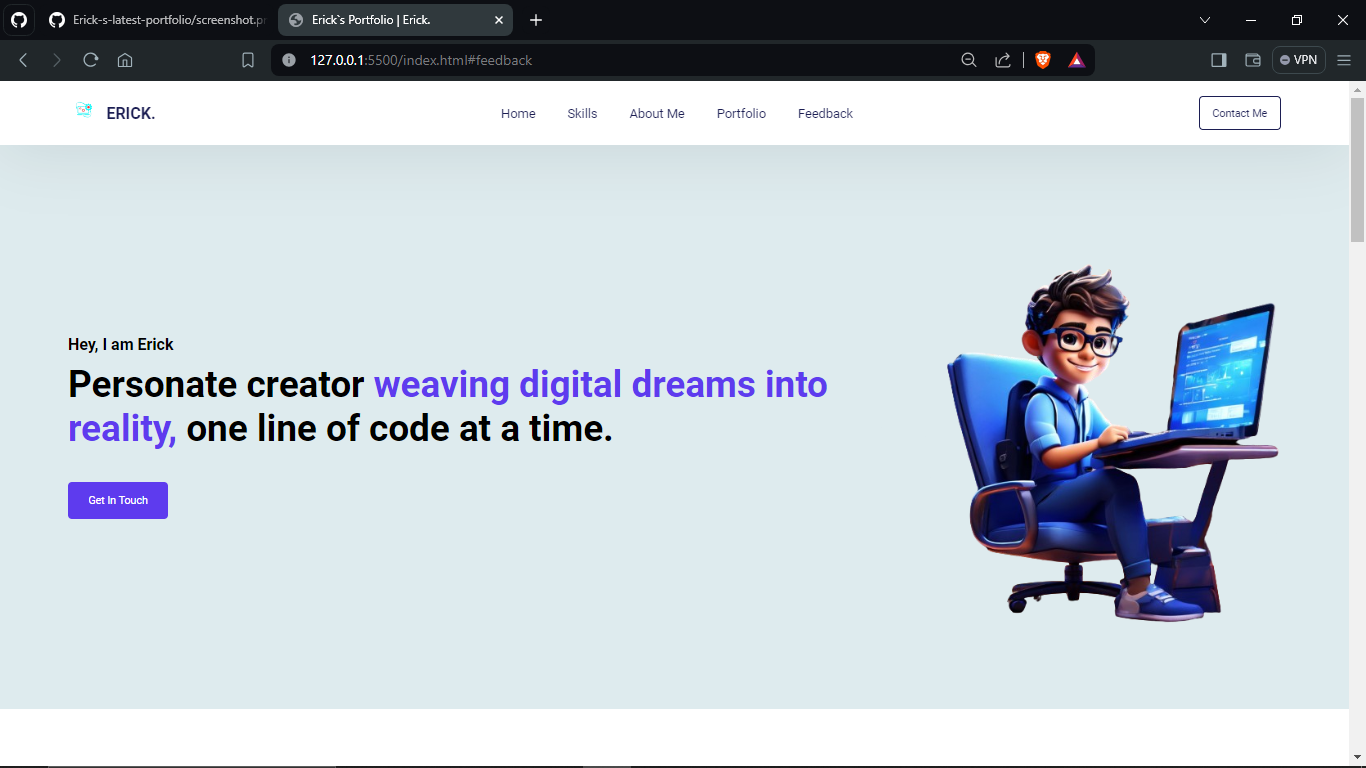 Erick-s-latest-portfolio/screenshot.pr
Erick`s Portfolio | Erick.
127.0.0.1:5500/index.html#feedback
VPN
ERICK.
Home
Skills
About Me
Portfolio
Feedback
Contact Me
Hey, I am Erick
Personate creator weaving digital dreams into
reality, one line of code at a time.
Get In Touch